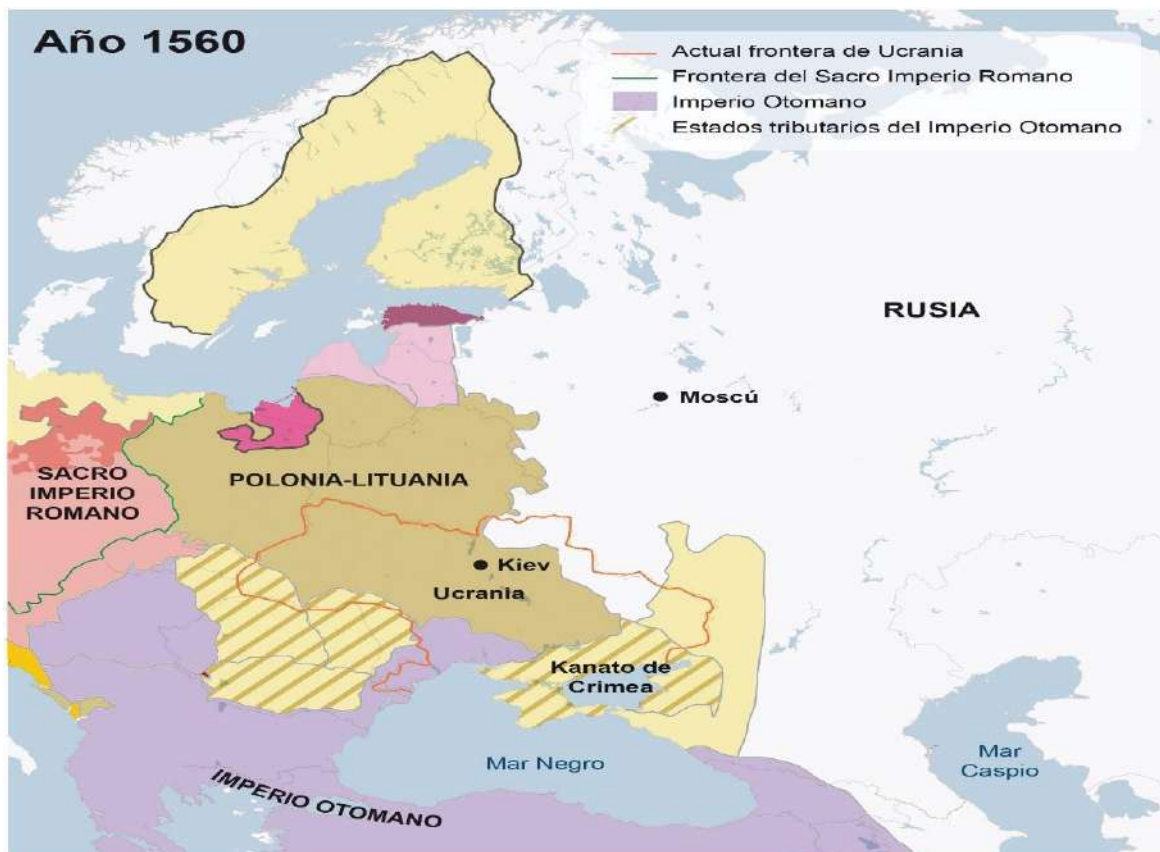 Año 1560
Actual frontera de Ucrania
Frontera del Sacro Imperio Romano
Imperio Otomano
Estados tributarios del Imperio Otomano
RUSIA
Moscú
SACRO
IMPERIO
ROMANO
POLONIA-LITUANIA
Kiev
Ucrania
Kanato de
Crimea
Mar Negro
Mar
Caspio
IMPERIO OTOMANO